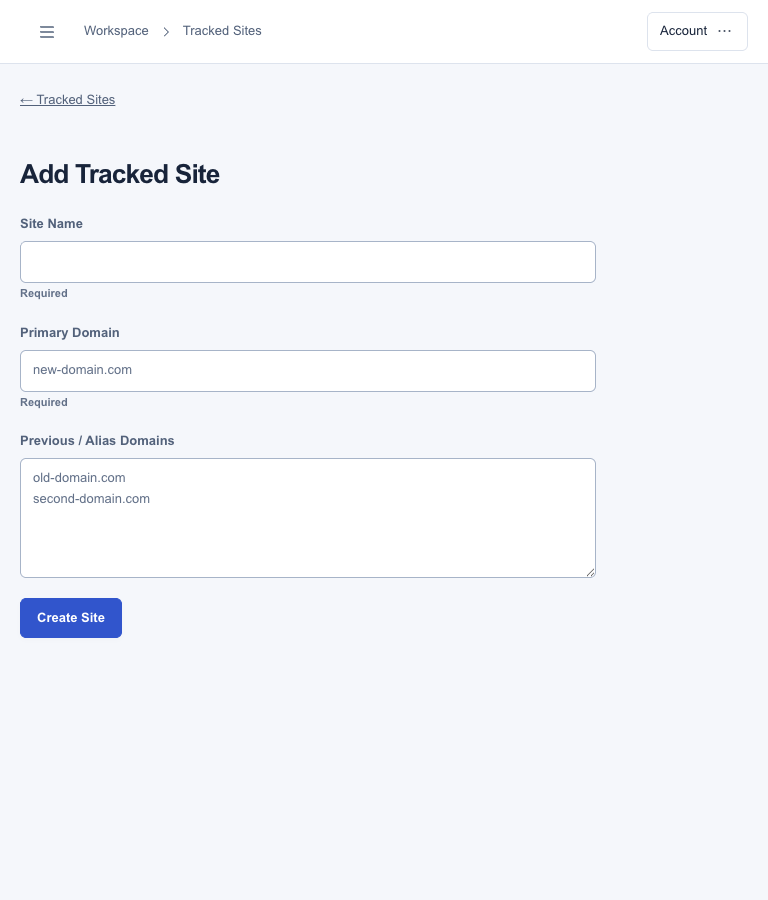 Workspace
Tracked Sites
Account ...
← Tracked Sites
Add Tracked Site
Site Name
Required
Primary Domain
new-domain.com
Required
Previous / Alias Domains
old-domain.com
second-domain.com
Create Site